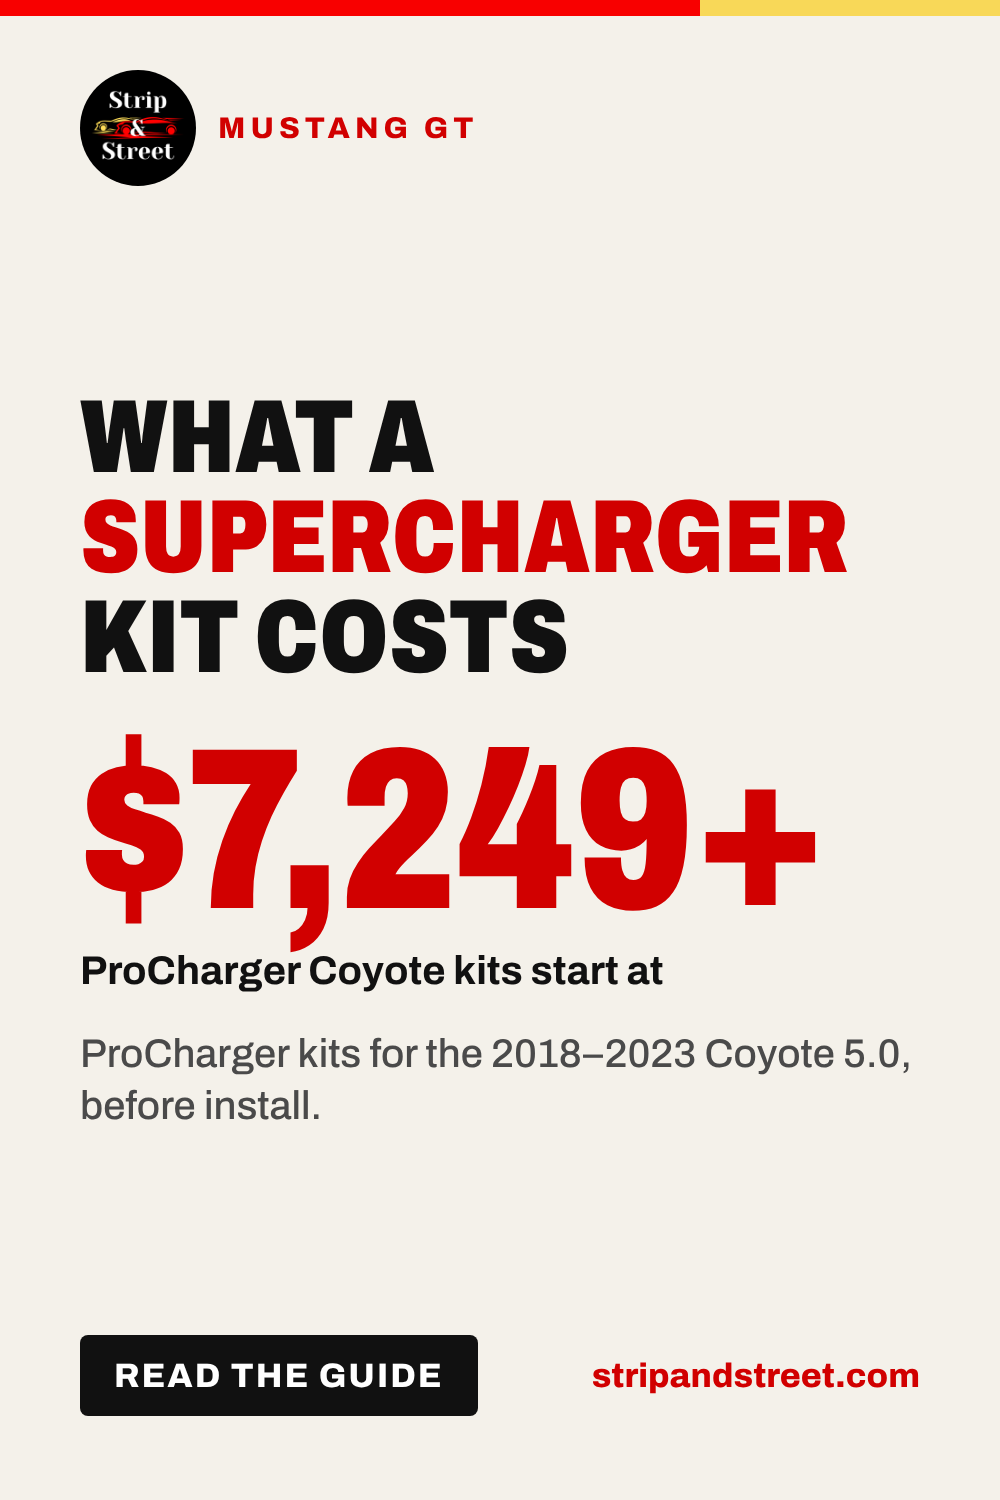 Strip
&
Street
MUSTANG GT
WHAT A
SUPERCHARGER
KIT COSTS
$7,249+
ProCharger Coyote kits start at
ProCharger kits for the 2018–2023 Coyote 5.0,
before install.
READ THE GUIDE
stripandstreet.com